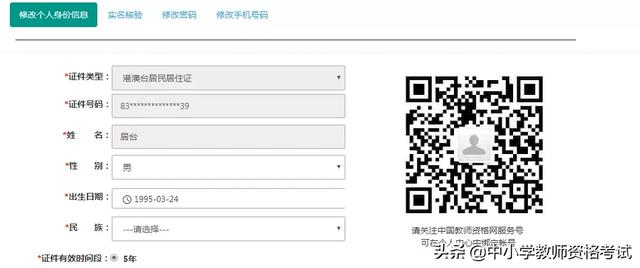 修改个人身份信息 实名核验 修改密码 修改手机号码
*证件类型： 港澳台居民居住证
*证件号码： 83**************39
*姓 名： 居台
*性 别： 男
*出生日期： 1995-03-24
*民 族： ---请选择---
*证件有效时间段： 5年
请关注中国教师资格网服务号
可在个人中心中绑定帐号
头条 @中小学教师资格考试